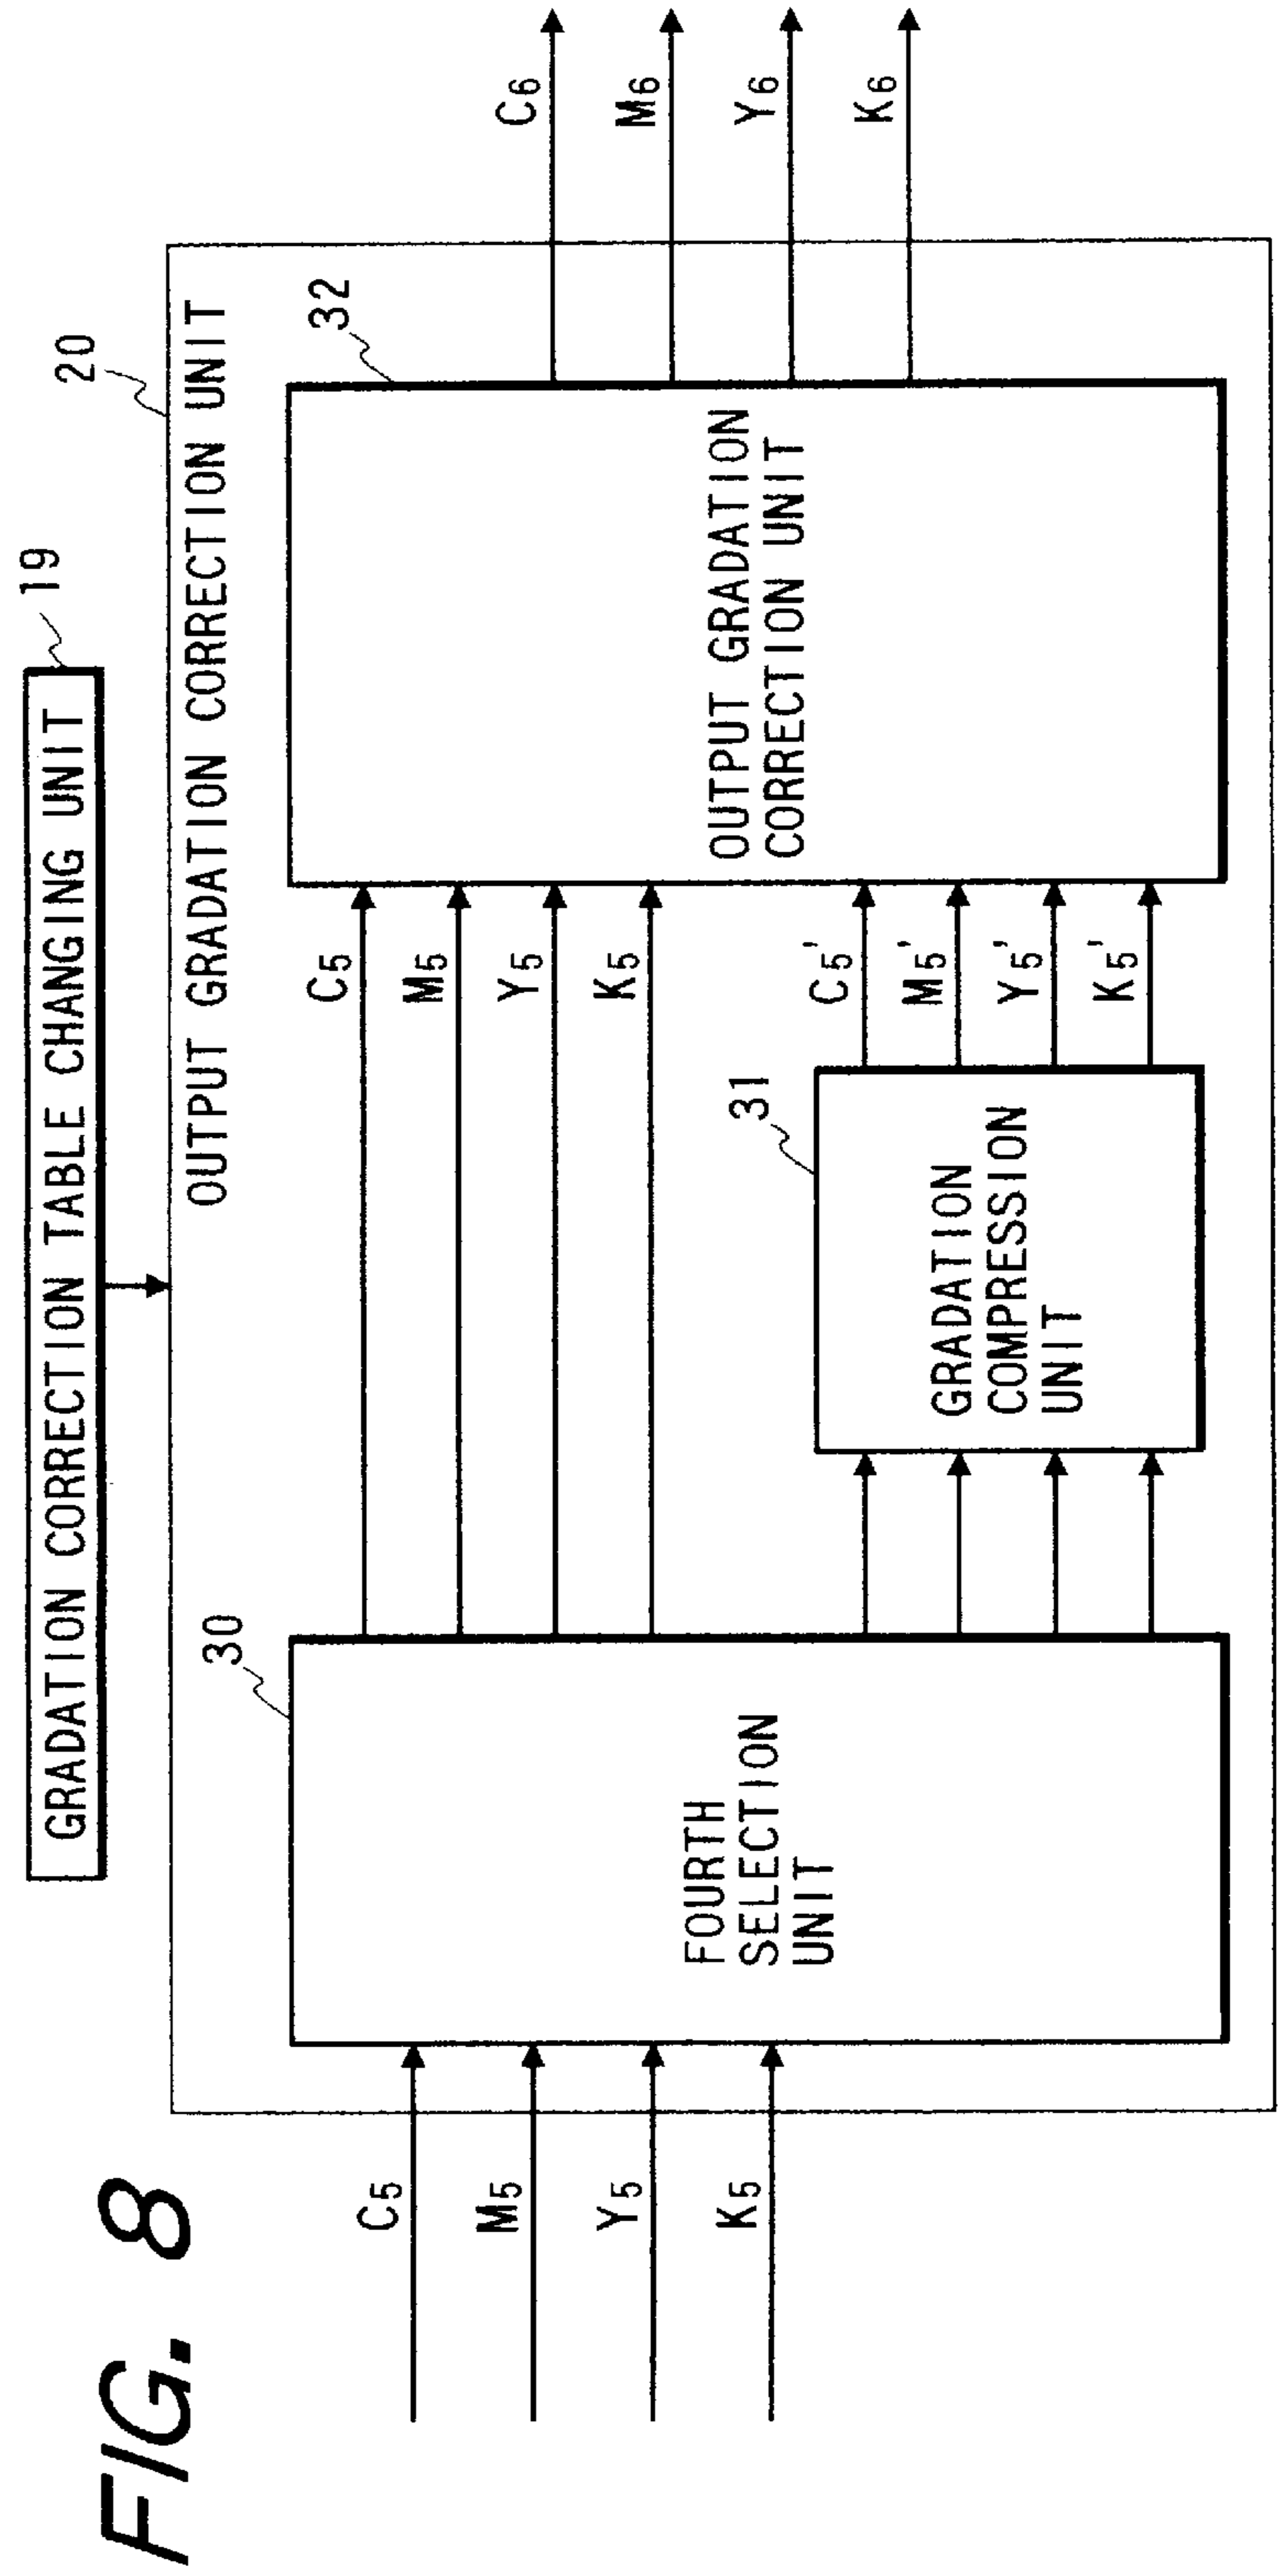 FIG. 8
GRADATION CORRECTION TABLE CHANGING UNIT
19
20
OUTPUT GRADATION CORRECTION UNIT
C5
M5
Y5
K5
30
FOURTH
SELECTION
UNIT
C5
M5
Y5
K5
31
GRADATION
COMPRESSION
UNIT
C5'
M5'
Y5'
K5'
32
OUTPUT GRADATION
CORRECTION UNIT
C6
M6
Y6
K6